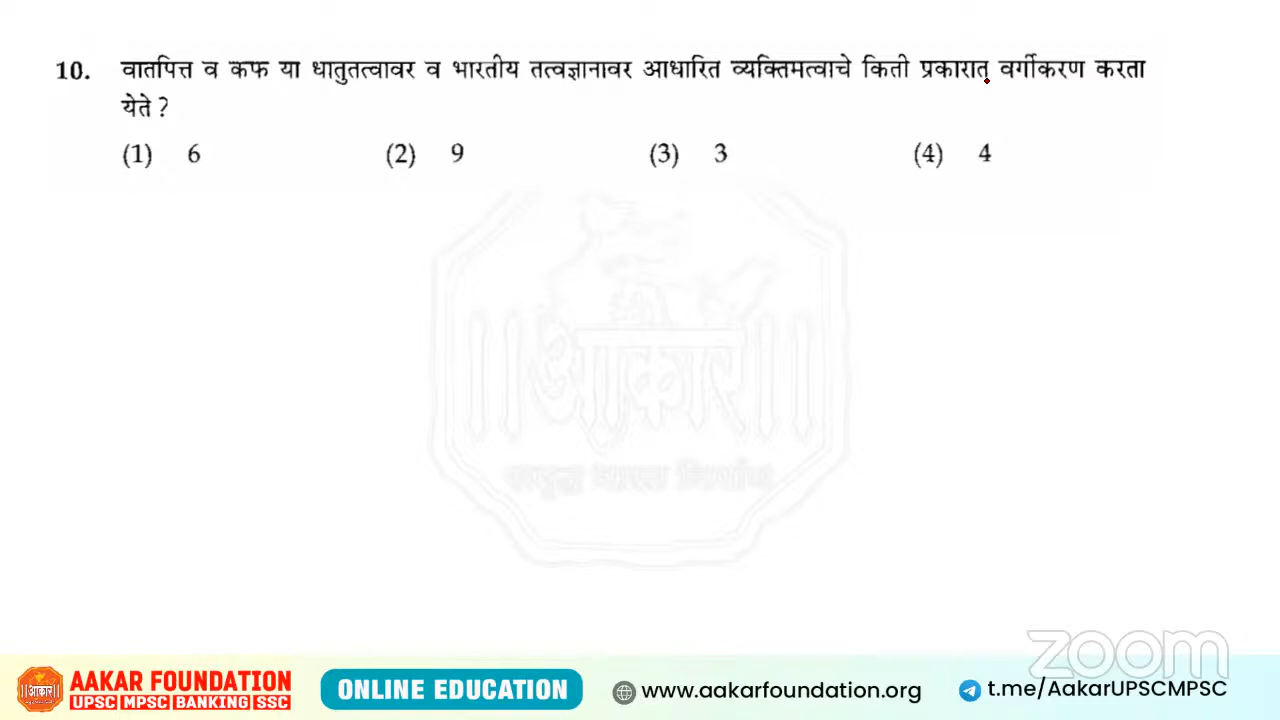 10. वातपित्त व कफ या धातुतत्वावर व भारतीय तत्वज्ञानावर आधारित व्यक्तिमत्वाचे किती प्रकारात वर्गीकरण करता
येते ?
(1) 6 (2) 9 (3) 3 (4) 4
॥आकार॥
zoom
॥आकार॥ AAKAR FOUNDATION
UPSC MPSC BANKING SSC
ONLINE EDUCATION
www.aakarfoundation.org
t.me/AakarUPSCMPSC